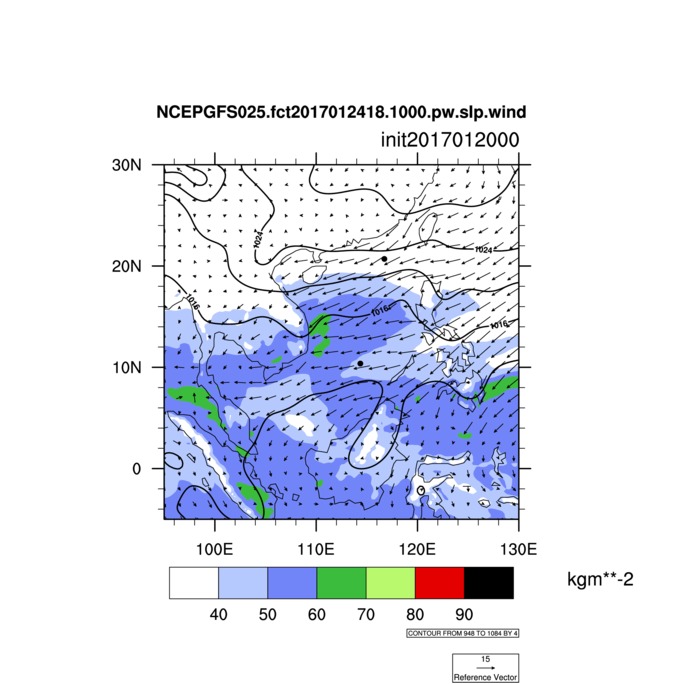 NCEPGFS025.fct2017012418.1000.pw.slp.wind
init2017012000
30N
20N
10N
0
1024
1024
1016
1016
1016
100E 110E 120E 130E
kgm**-2
40 50 60 70 80 90
CONTOUR FROM 948 TO 1084 BY 4
15
Reference Vector